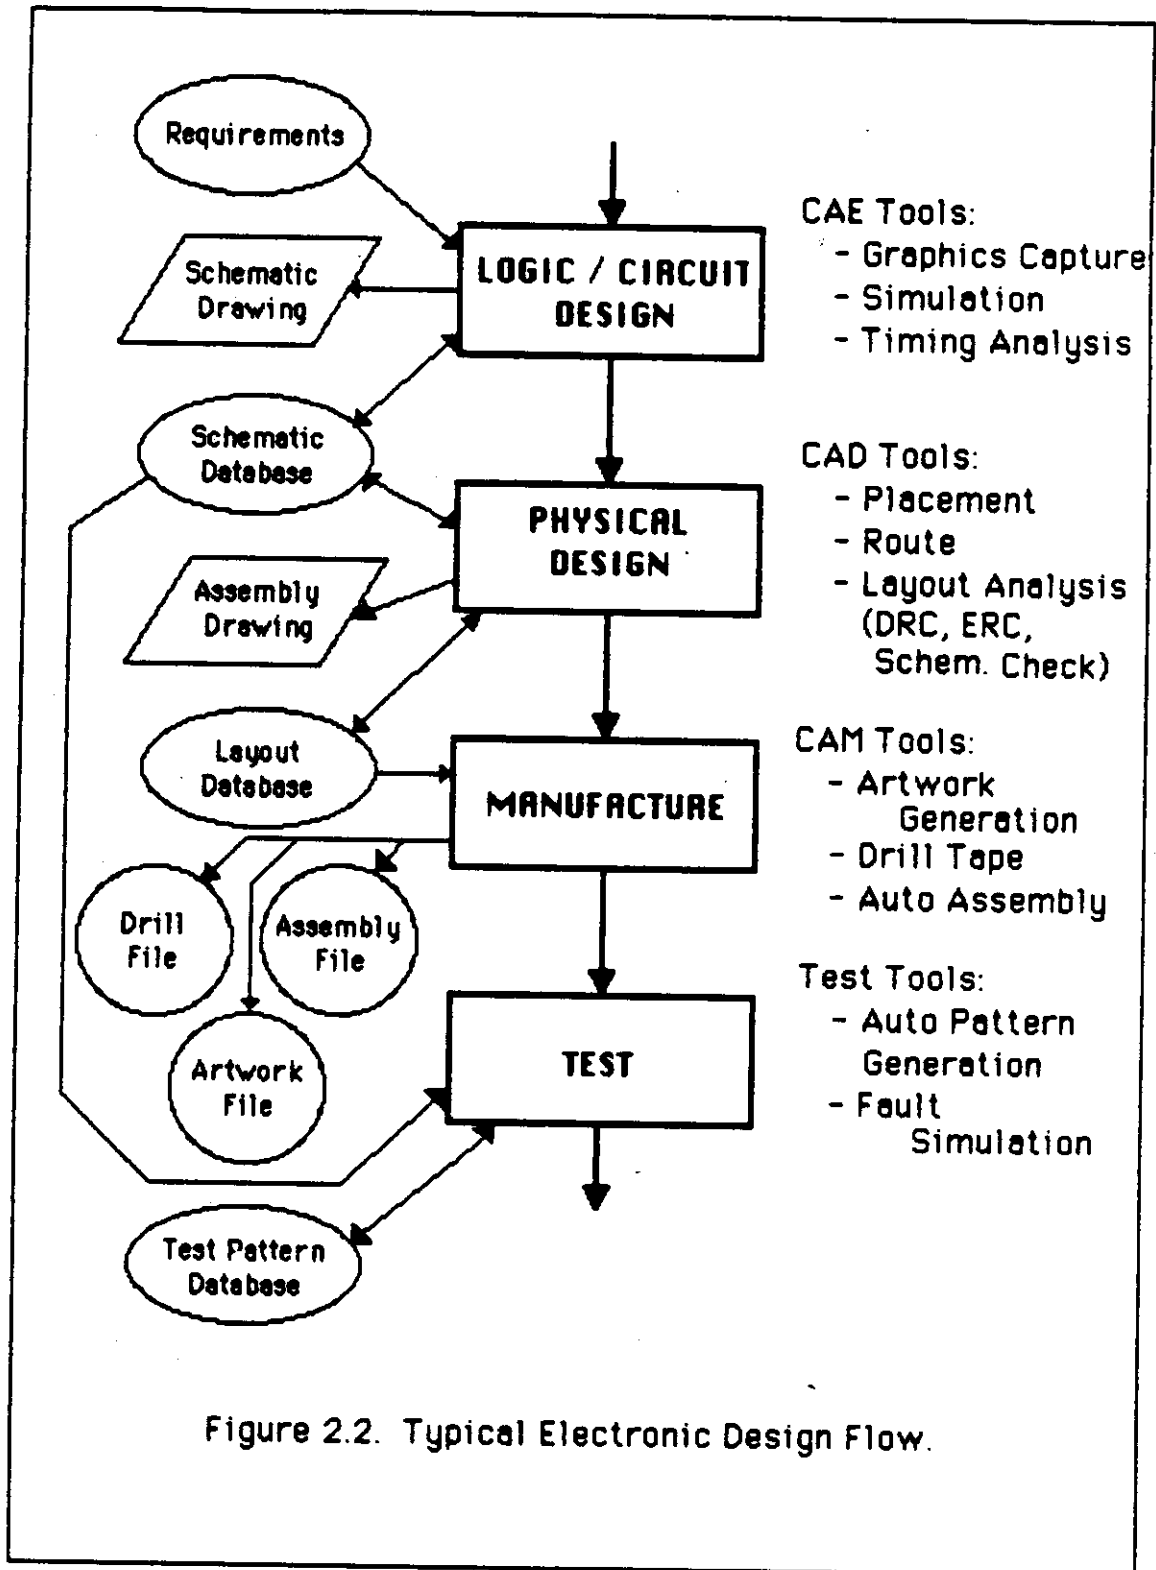 Requirements
Schematic
Drawing
LOGIC / CIRCUIT
DESIGN
CAE Tools:
- Graphics Capture
- Simulation
- Timing Analysis
Schematic
Database
PHYSICAL
DESIGN
CAD Tools:
- Placement
- Route
- Layout Analysis
(DRC, ERC,
Schem. Check)
Assembly
Drawing
Layout
Database
MANUFACTURE
CAM Tools:
- Artwork
Generation
- Drill Tape
- Auto Assembly
Drill
File
Assembly
File
Artwork
File
TEST
Test Tools:
- Auto Pattern
Generation
- Fault
Simulation
Test Pattern
Database
Figure 2.2. Typical Electronic Design Flow.